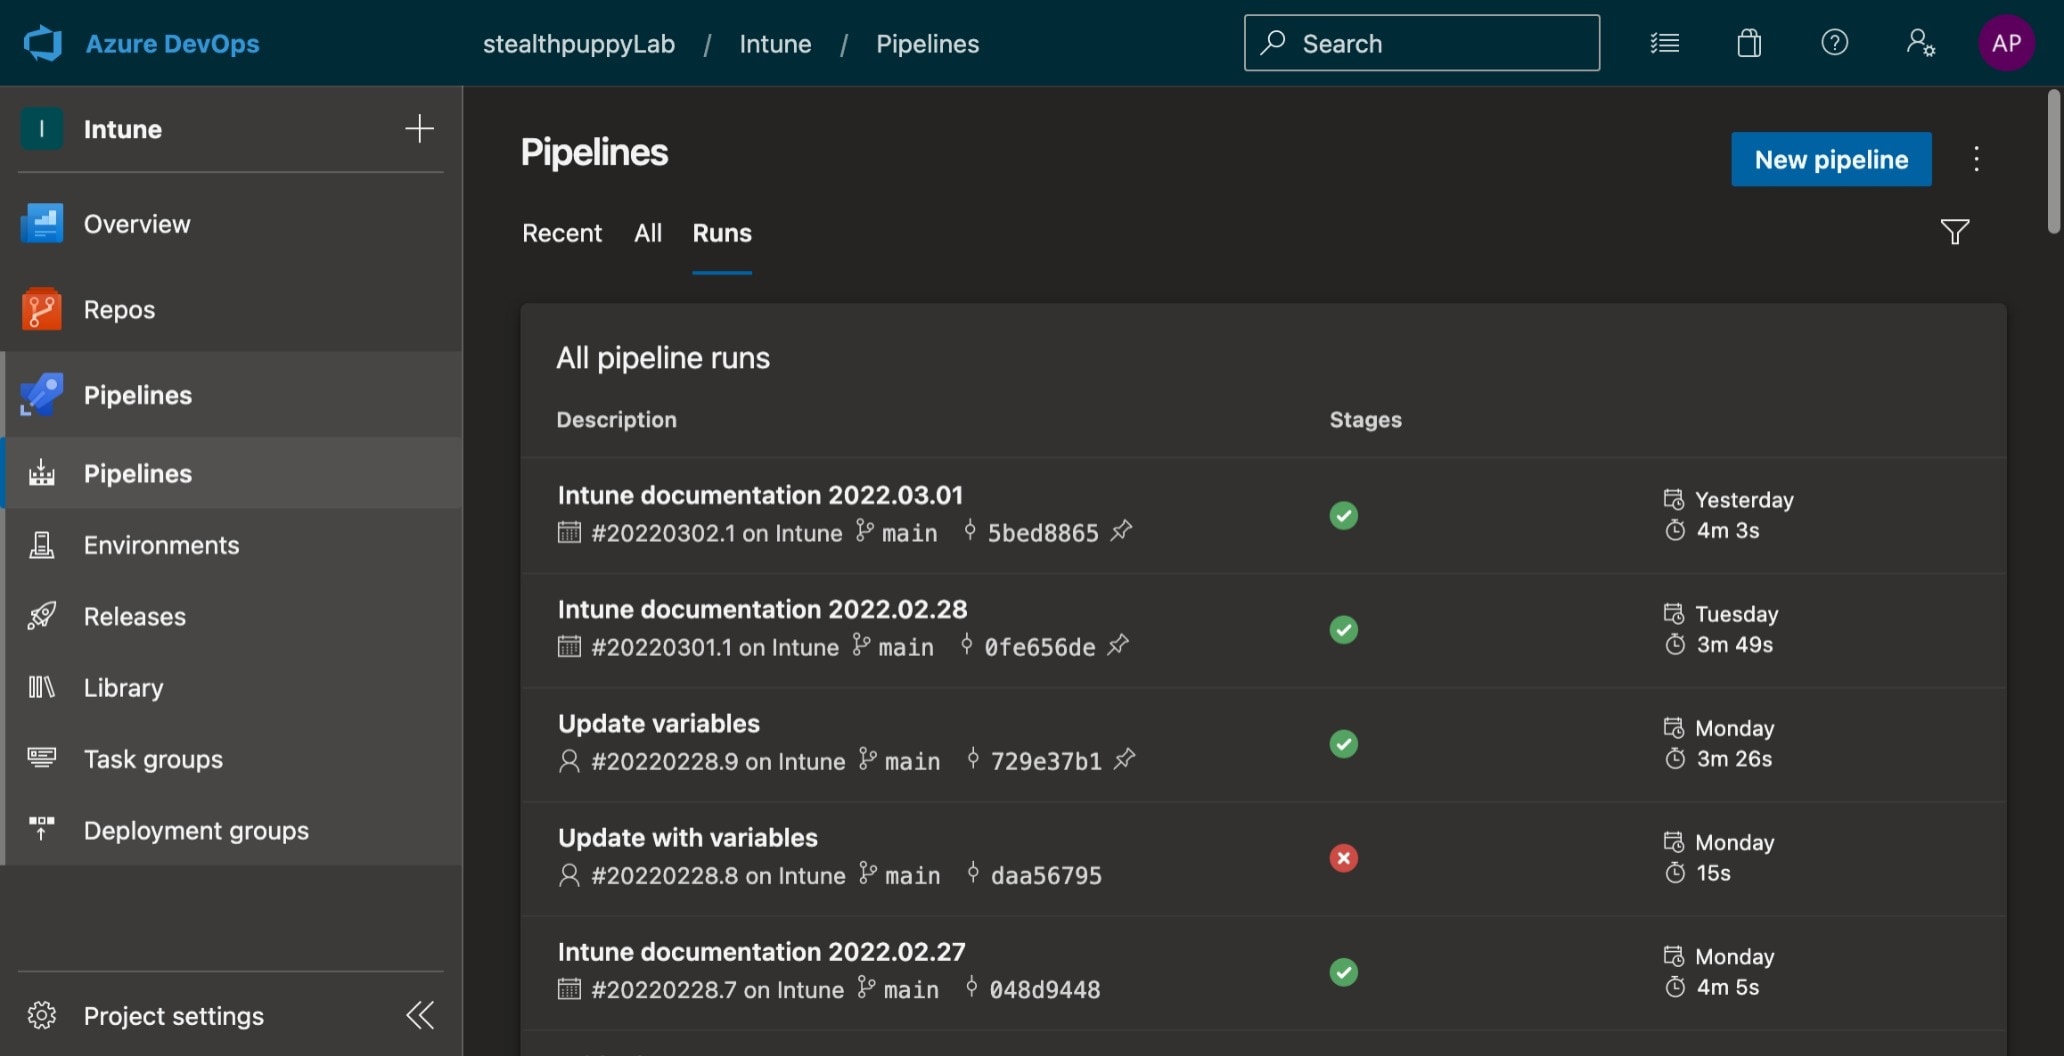 Azure DevOps
stealthpuppyLab / Intune / Pipelines
Search
AP
I
Intune
Overview
Repos
Pipelines
Pipelines
Environments
Releases
Library
Task groups
Deployment groups
Project settings
Pipelines
New pipeline
Recent All Runs
All pipeline runs
Description Stages
Intune documentation 2022.03.01
#20220302.1 on Intune main 5bed8865
Yesterday
4m 3s
Intune documentation 2022.02.28
#20220301.1 on Intune main 0fe656de
Tuesday
3m 49s
Update variables
#20220228.9 on Intune main 729e37b1
Monday
3m 26s
Update with variables
#20220228.8 on Intune main daa56795
Monday
15s
Intune documentation 2022.02.27
#20220228.7 on Intune main 048d9448
Monday
4m 5s